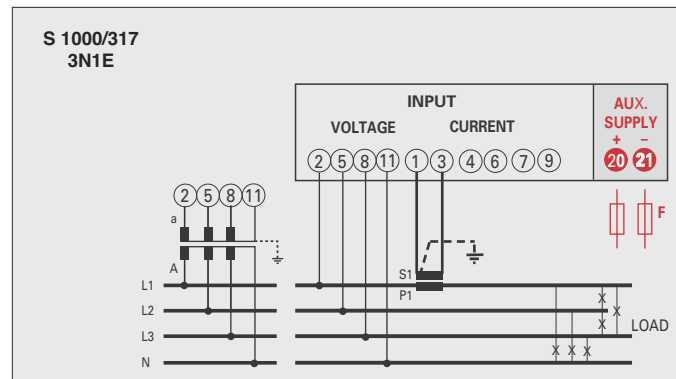 S 1000/317
3N1E
INPUT
VOLTAGE CURRENT
AUX.
SUPPLY
+ −
2 5 8 11 1 3 4 6 7 9
20 21
2 5 8 11
a
A
F
S1
P1
L1
L2
L3
N
LOAD